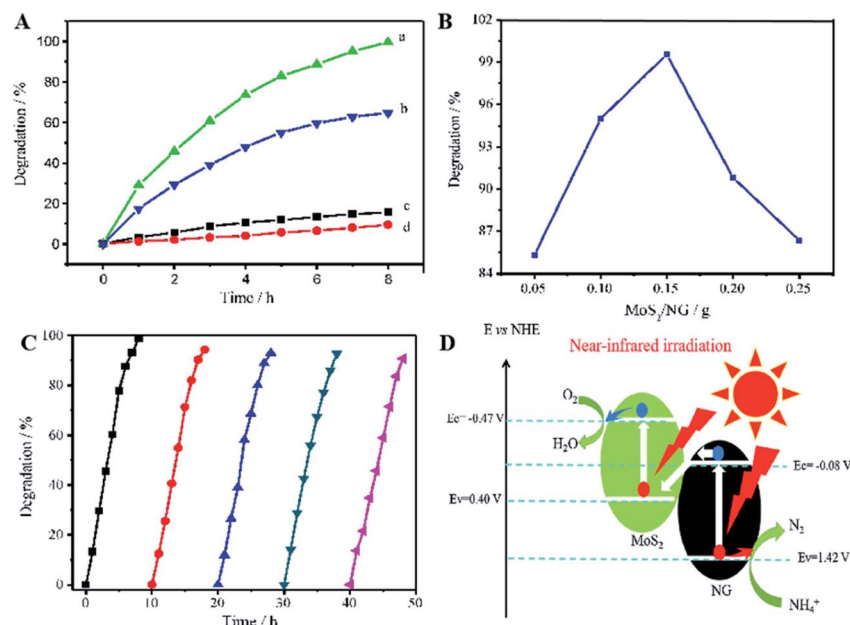 A
100
80
60
40
20
0
Degradation / %
a
b
c
d
0
2
4
6
8
Time / h
B
102
99
96
93
90
87
84
Degradation / %
0.05
0.10
0.15
0.20
0.25
MoS₂/NG / g
C
100
80
60
40
20
0
Degradation / %
0
10
20
30
40
50
Time / h
D
E vs NHE
Near-infrared irradiation
O₂
Ec= -0.47 V
H₂O
Ec= -0.08 V
Ev= 0.40 V
MoS₂
N₂
Ev=1.42 V
NG
NH₄⁺